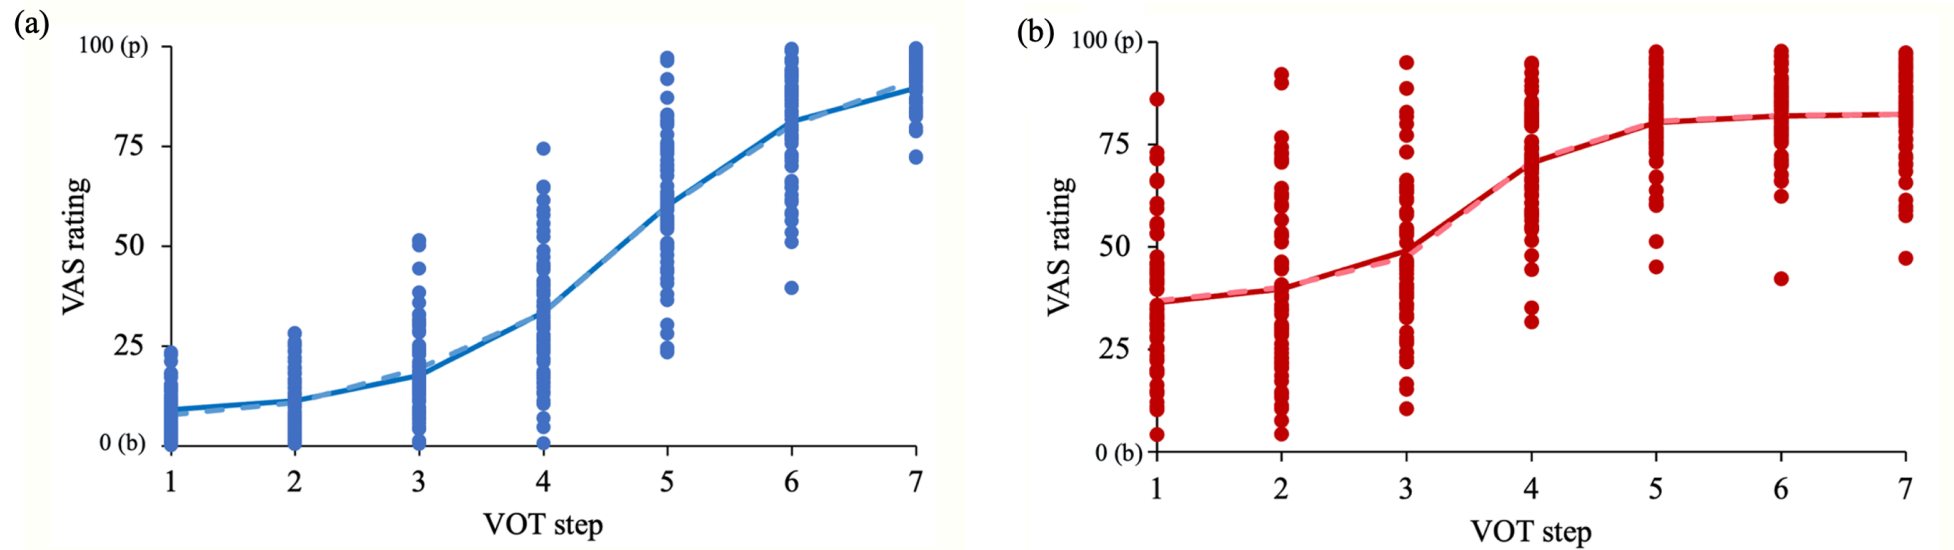 (a)
100 (p)
75
50
25
0 (b)
VAS rating
1 2 3 4 5 6 7
VOT step
(b)
100 (p)
75
50
25
0 (b)
VAS rating
1 2 3 4 5 6 7
VOT step